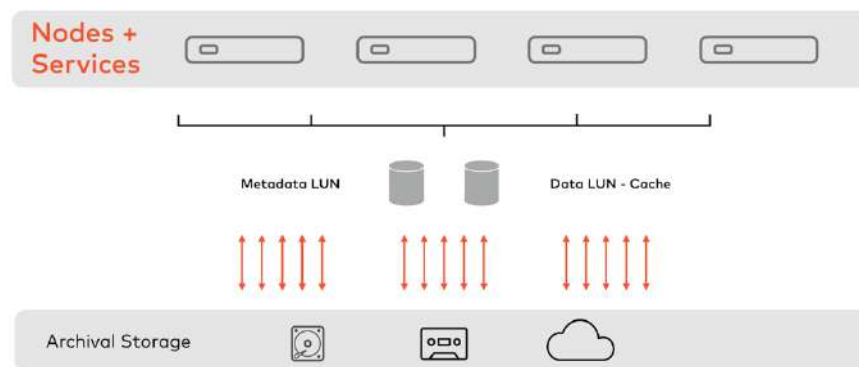 Nodes +
Services
Metadata LUN
Data LUN - Cache
Archival Storage